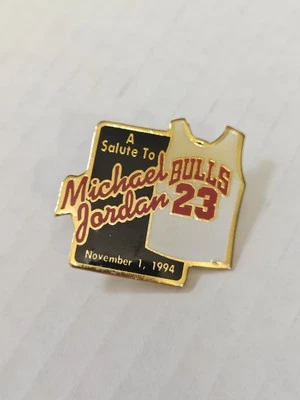 A
Salute To
Michael
Jordan
November 1, 1994
BULLS
23